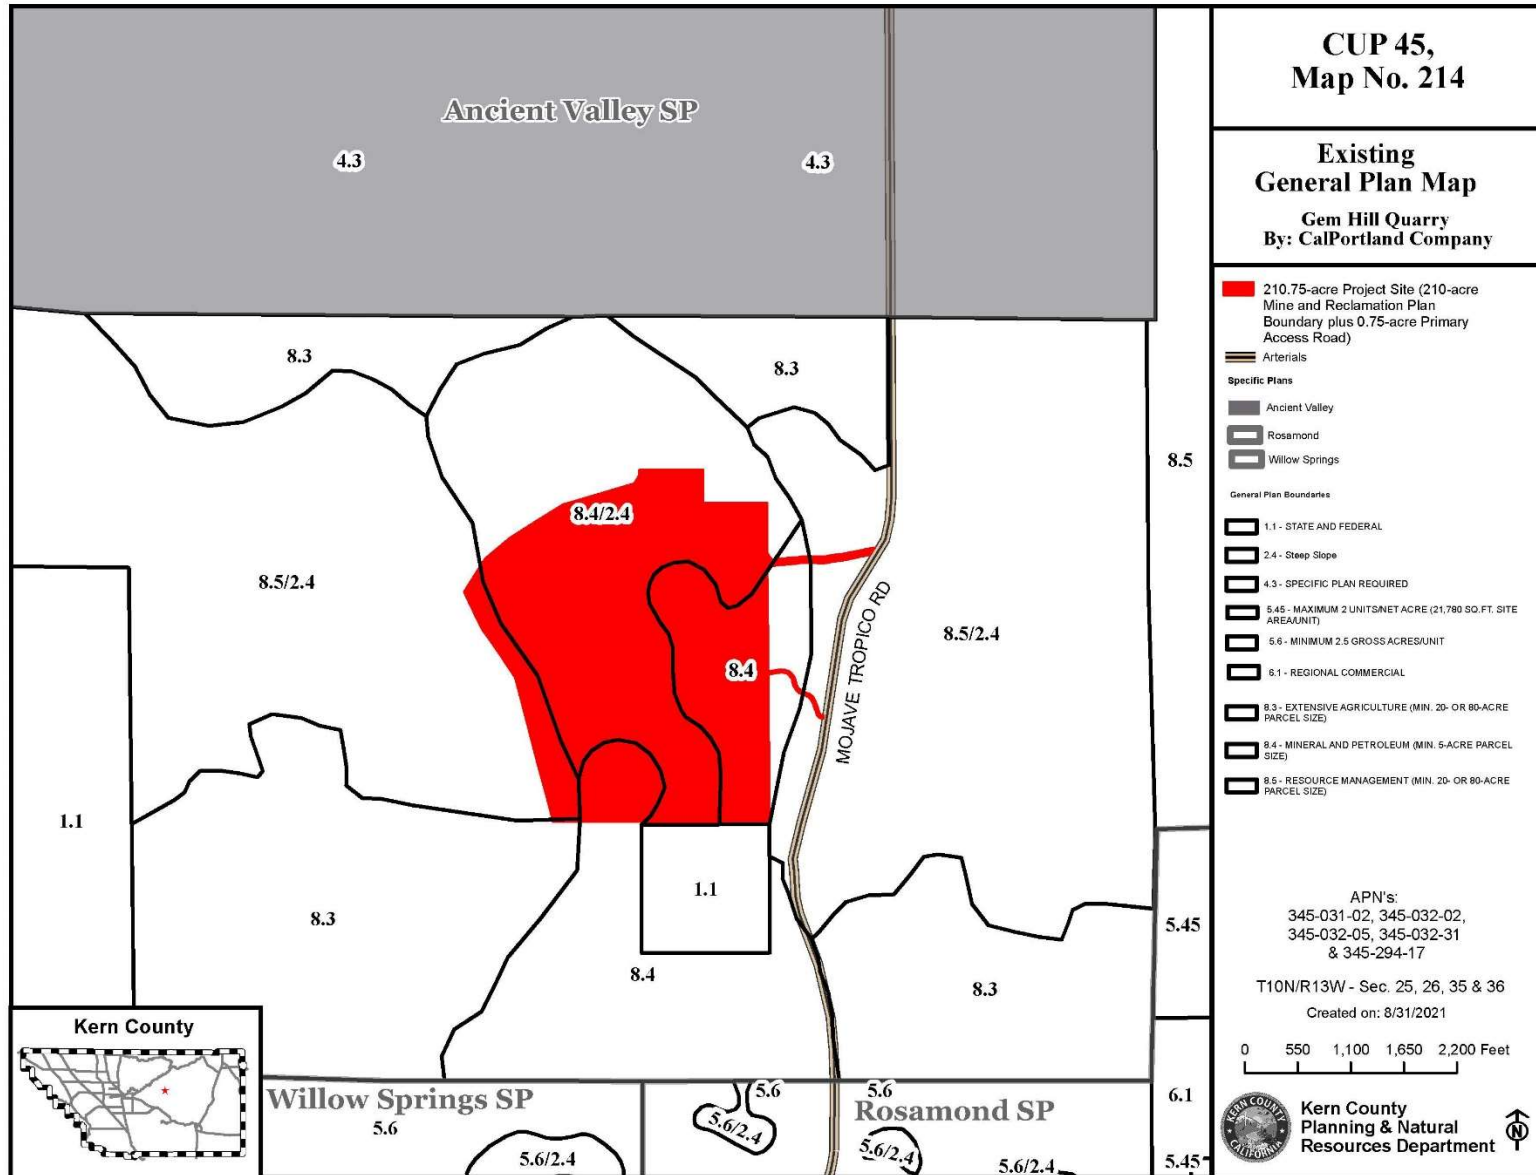 CUP 45,
Map No. 214
Existing
General Plan Map
Gem Hill Quarry
By: CalPortland Company
210.75-acre Project Site (210-acre
Mine and Reclamation Plan
Boundary plus 0.75-acre Primary
Access Road)
Arterials
Specific Plans
Ancient Valley
Rosamond
Willow Springs
General Plan Boundaries
1.1 - STATE AND FEDERAL
2.4 - Steep Slope
4.3 - SPECIFIC PLAN REQUIRED
5.45 - MAXIMUM 2 UNITS/NET ACRE (21,780 SQ.FT. SITE
AREA/UNIT)
5.6 - MINIMUM 2.5 GROSS ACRES/UNIT
6.1 - REGIONAL COMMERCIAL
8.3 - EXTENSIVE AGRICULTURE (MIN. 20- OR 80-ACRE
PARCEL SIZE)
8.4 - MINERAL AND PETROLEUM (MIN. 5-ACRE PARCEL
SIZE)
8.5 - RESOURCE MANAGEMENT (MIN. 20- OR 80-ACRE
PARCEL SIZE)
APN's:
345-031-02, 345-032-02,
345-032-05, 345-032-31
& 345-294-17
T10N/R13W - Sec. 25, 26, 35 & 36
Created on: 8/31/2021
0 550 1,100 1,650 2,200 Feet
KERN COUNTY
CALIFORNIA
Kern County
Planning & Natural
Resources Department
N
Ancient Valley SP
4.3
4.3
8.3
8.3
8.5
8.4/2.4
8.5/2.4
8.5/2.4
8.4
MOJAVE TROPICO RD
1.1
1.1
8.3
5.45
8.4
8.3
Kern County
Willow Springs SP
5.6
5.6
5.6
Rosamond SP
6.1
5.6/2.4
5.6/2.4
5.6/2.4
5.6/2.4
5.45